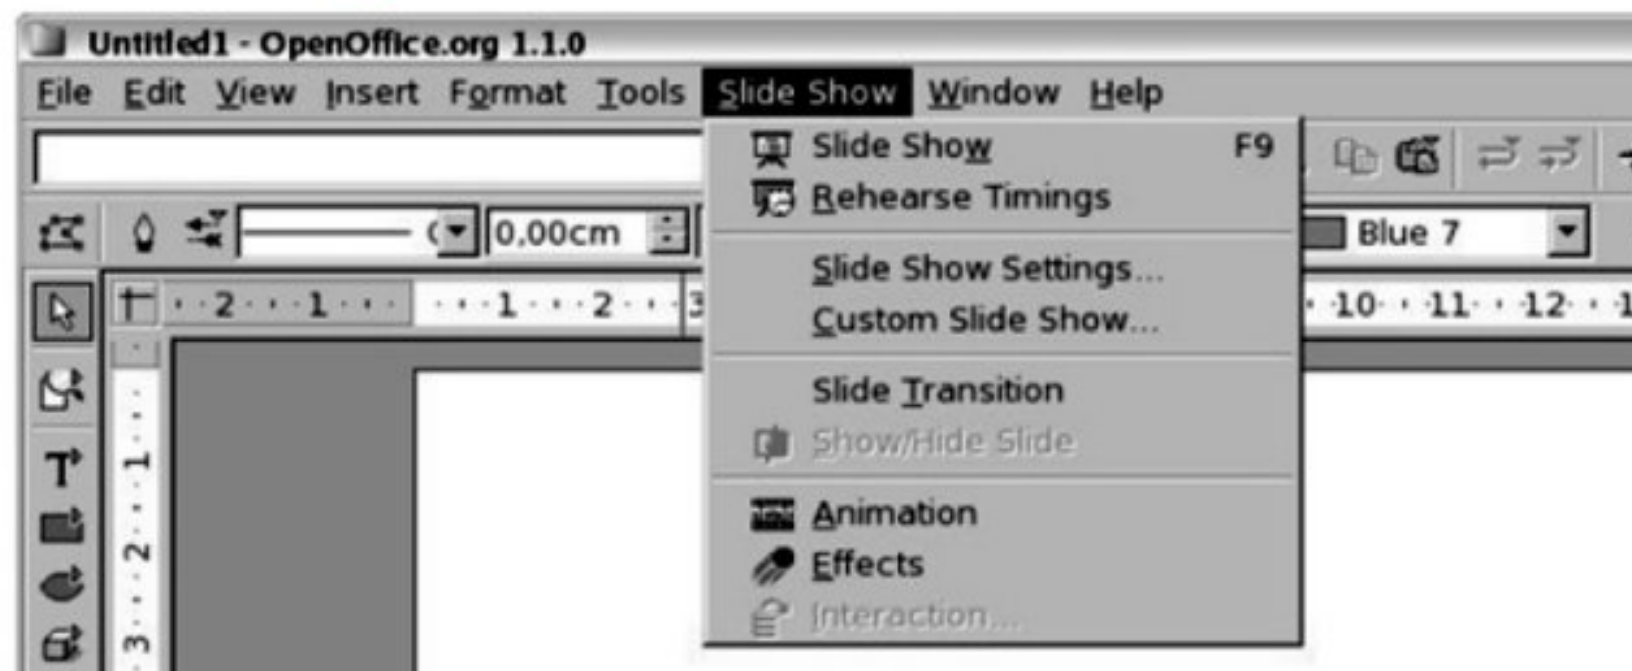 Untitled1 - OpenOffice.org 1.1.0
File Edit View Insert Format Tools Slide Show Window Help
Slide Show F9
Rehearse Timings
0,00cm
Blue 7
Slide Show Settings...
2 1 1 2 3 10 11 12 1
Custom Slide Show...
Slide Transition
Show/Hide Slide
1
Animation
2
Effects
Interaction...
3